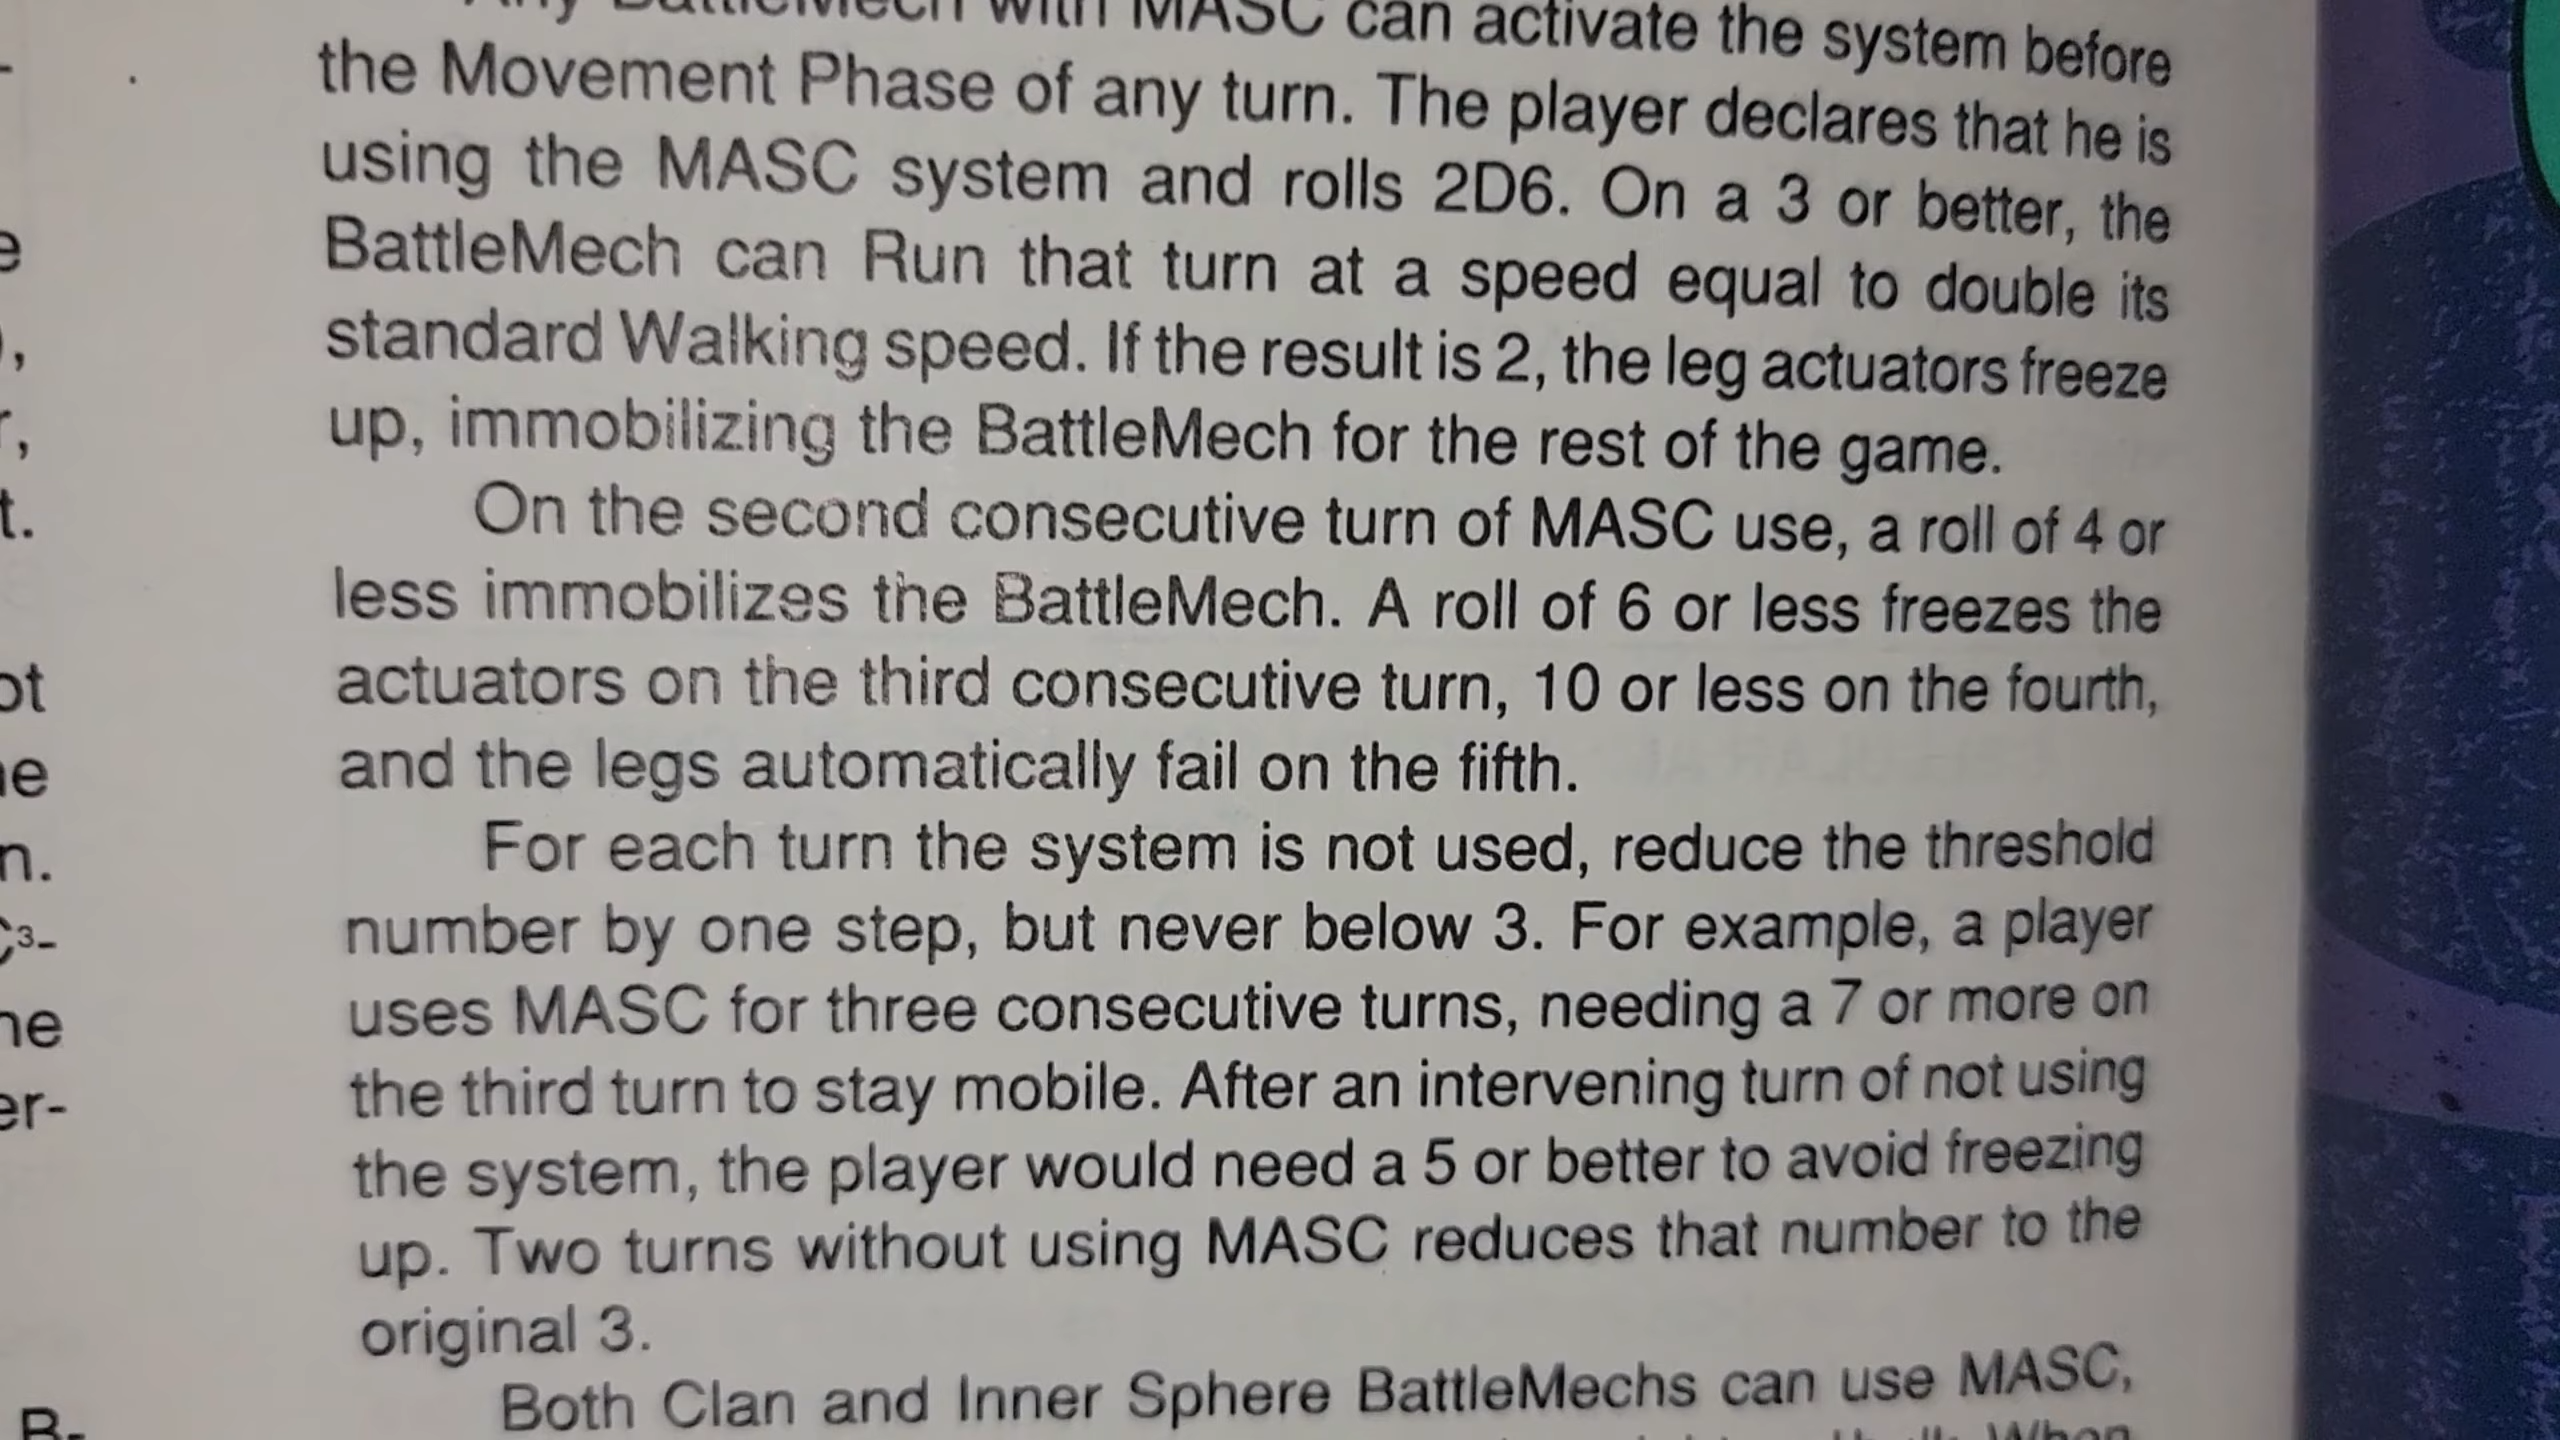 Any BattleMech with MASC can activate the system before
the Movement Phase of any turn. The player declares that he is
using the MASC system and rolls 2D6. On a 3 or better, the
BattleMech can Run that turn at a speed equal to double its
standard Walking speed. If the result is 2, the leg actuators freeze
up, immobilizing the BattleMech for the rest of the game.
On the second consecutive turn of MASC use, a roll of 4 or
less immobilizes the BattleMech. A roll of 6 or less freezes the
actuators on the third consecutive turn, 10 or less on the fourth,
and the legs automatically fail on the fifth.
For each turn the system is not used, reduce the threshold
number by one step, but never below 3. For example, a player
uses MASC for three consecutive turns, needing a 7 or more on
the third turn to stay mobile. After an intervening turn of not using
the system, the player would need a 5 or better to avoid freezing
up. Two turns without using MASC reduces that number to the
original 3.
Both Clan and Inner Sphere BattleMechs can use MASC,
When